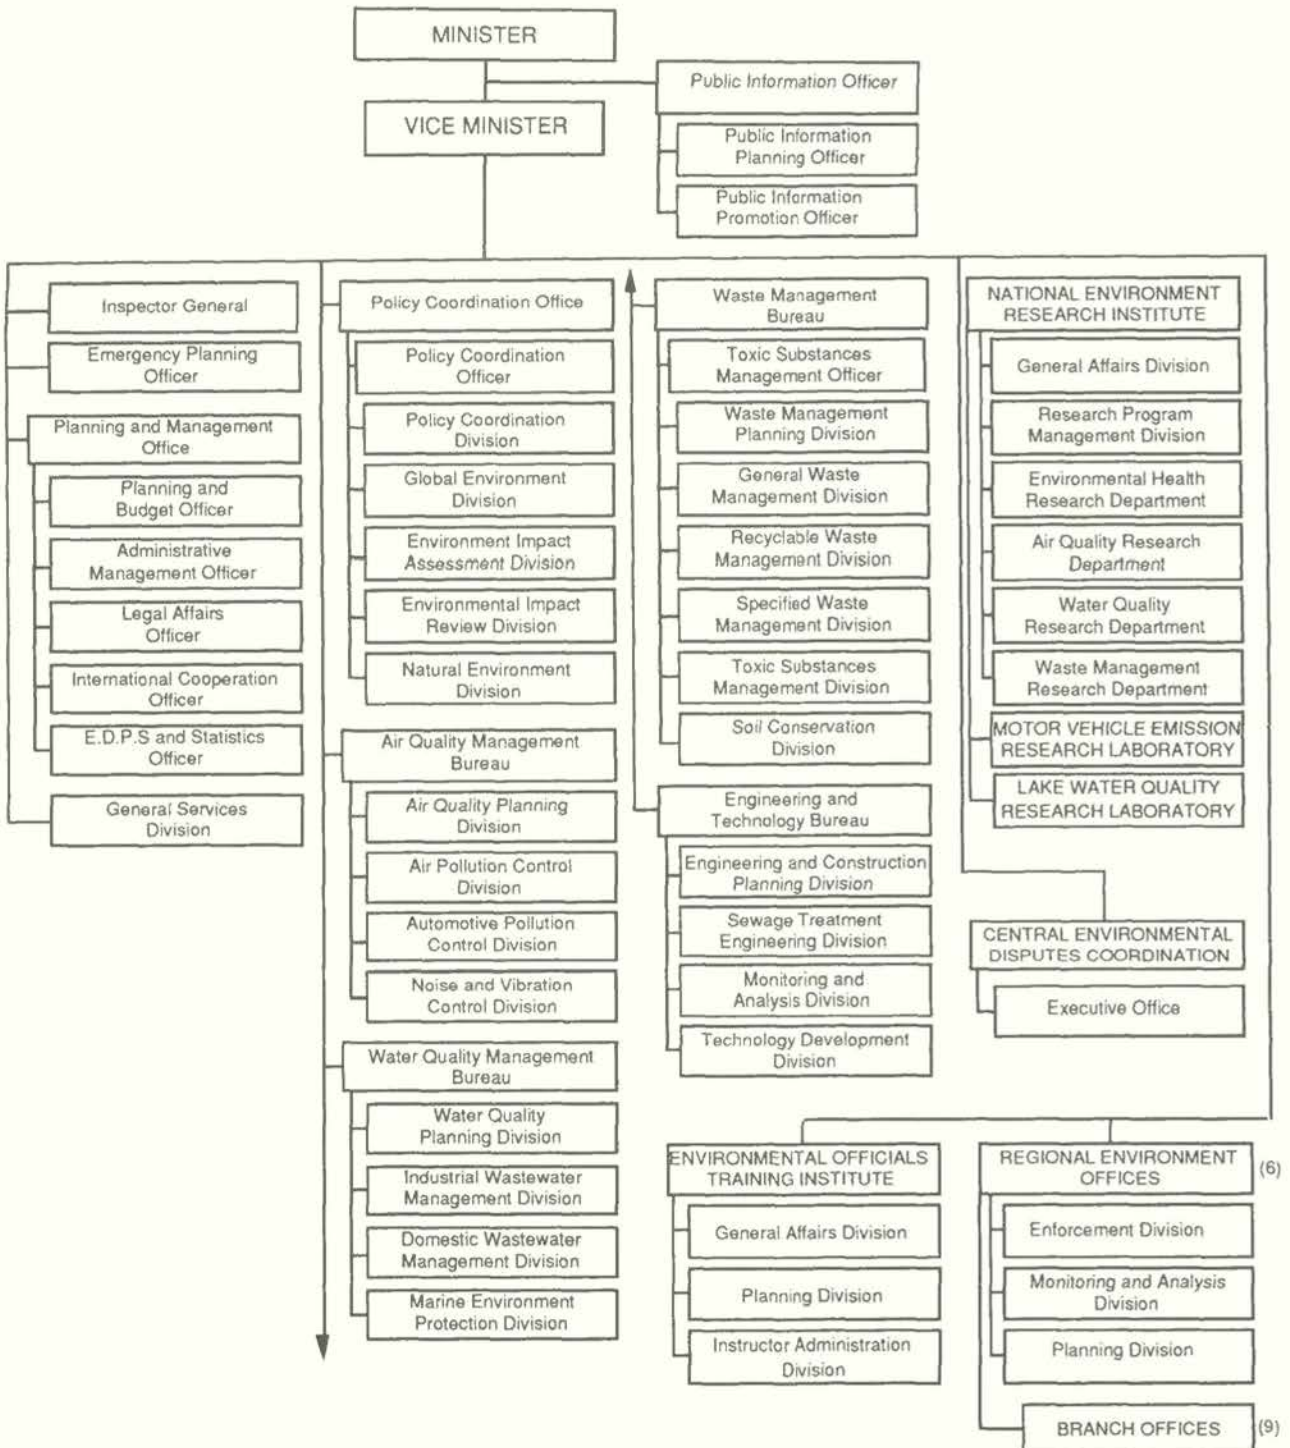 MINISTER
Public Information Officer
VICE MINISTER
Public Information
Planning Officer
Public Information
Promotion Officer
Inspector General
Emergency Planning
Officer
Planning and Management
Office
Planning and
Budget Officer
Administrative
Management Officer
Legal Affairs
Officer
International Cooperation
Officer
E.D.P.S and Statistics
Officer
General Services
Division
Policy Coordination Office
Policy Coordination
Officer
Policy Coordination
Division
Global Environment
Division
Environment Impact
Assessment Division
Environmental Impact
Review Division
Natural Environment
Division
Air Quality Management
Bureau
Air Quality Planning
Division
Air Pollution Control
Division
Automotive Pollution
Control Division
Noise and Vibration
Control Division
Water Quality Management
Bureau
Water Quality
Planning Division
Industrial Wastewater
Management Division
Domestic Wastewater
Management Division
Marine Environment
Protection Division
Waste Management
Bureau
Toxic Substances
Management Officer
Waste Management
Planning Division
General Waste
Management Division
Recyclable Waste
Management Division
Specified Waste
Management Division
Toxic Substances
Management Division
Soil Conservation
Division
Engineering and
Technology Bureau
Engineering and Construction
Planning Division
Sewage Treatment
Engineering Division
Monitoring and
Analysis Division
Technology Development
Division
NATIONAL ENVIRONMENT
RESEARCH INSTITUTE
General Affairs Division
Research Program
Management Division
Environmental Health
Research Department
Air Quality Research
Department
Water Quality
Research Department
Waste Management
Research Department
MOTOR VEHICLE EMISSION
RESEARCH LABORATORY
LAKE WATER QUALITY
RESEARCH LABORATORY
CENTRAL ENVIRONMENTAL
DISPUTES COORDINATION
Executive Office
ENVIRONMENTAL OFFICIALS
TRAINING INSTITUTE
General Affairs Division
Planning Division
Instructor Administration
Division
REGIONAL ENVIRONMENT
OFFICES
(6)
Enforcement Division
Monitoring and Analysis
Division
Planning Division
BRANCH OFFICES
(9)